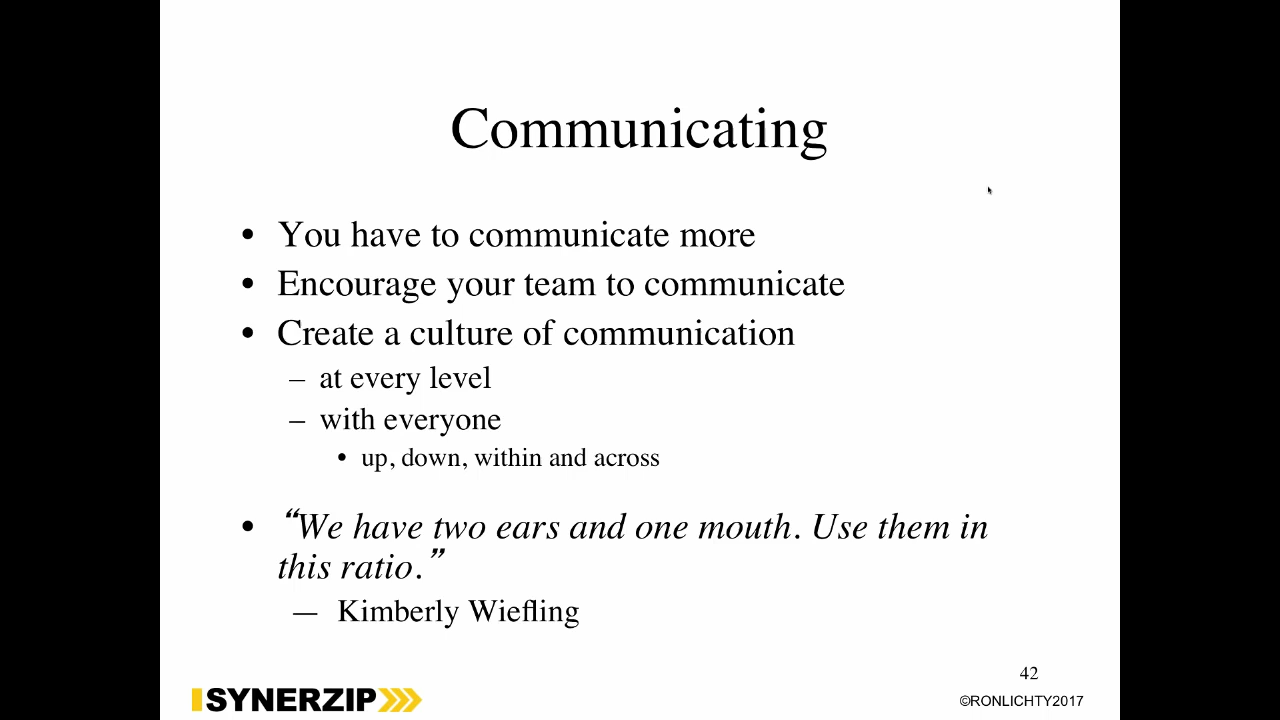 Communicating
• You have to communicate more
• Encourage your team to communicate
• Create a culture of communication
– at every level
– with everyone
• up, down, within and across
• “We have two ears and one mouth. Use them in
this ratio.”
— Kimberly Wiefling
42
SYNERZIP
©RONLICHTY2017